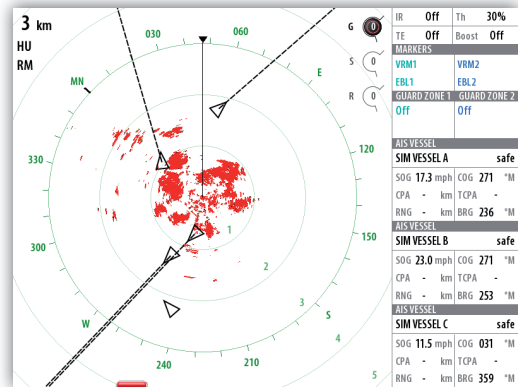 3 km
HU
RM
G 0
S 0
R 0
030
060
MN
E
330
120
300
150
W
S
240
210
1
2
3
4
5
IR Off Th 30%
TE Off Boost Off
MARKERS
VRM1 VRM2
EBL1 EBL2
GUARD ZONE 1 GUARD ZONE 2
Off Off
AIS VESSEL
SIM VESSEL A safe
SOG 17.3 mph COG 271 °M
CPA - km TCPA -
RNG - km BRG 236 °M
AIS VESSEL
SIM VESSEL B safe
SOG 23.0 mph COG 271 °M
CPA - km TCPA -
RNG - km BRG 253 °M
AIS VESSEL
SIM VESSEL C safe
SOG 11.5 mph COG 031 °M
CPA - km TCPA -
RNG - km BRG 359 °M